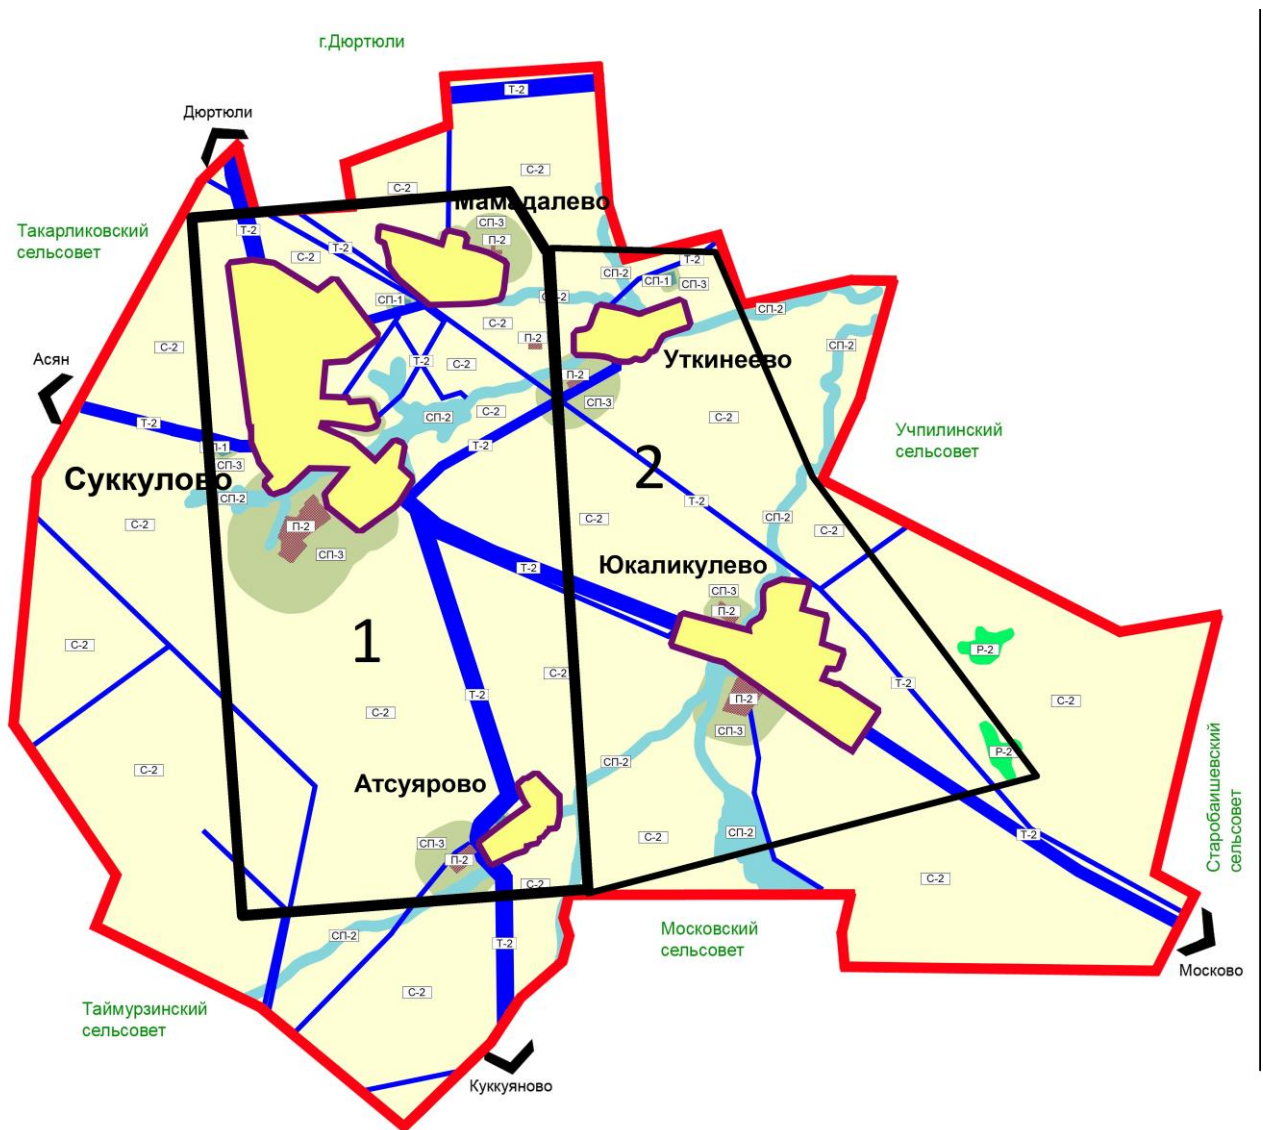 г.Дюртюли
Т-2
Дюртюли
С-2
С-2
Мамадалево
Такарликовский
сельсовет
СП-3
Т-2
П-2
Т-2
С-2
Т-2
СП-2
СП-1
СП-3
СП-1
СП-2
СП-2
С-2
П-2
СП-2
С-2
Т-2
С-2
Уткинеево
Асян
П-2
СП-3
С-2
СП-2
С-2
Т-2
Учпилинский
сельсовет
Т-2
П-1
СП-3
2
Суккулово
СП-2
Т-2
С-2
П-2
С-2
СП-2
С-2
СП-3
Юкаликулево
Т-2
СП-3
П-2
1
С-2
Р-2
С-2
Т-2
Т-2
П-2
С-2
С-2
СП-3
Р-2
С-2
СП-2
Атсуярово
Старобаишевский
сельсовет
СП-3
С-2
СП-2
Т-2
П-2
С-2
С-2
СП-2
Т-2
Московский
сельсовет
Москово
С-2
Таймурзинский
сельсовет
Куккуяново